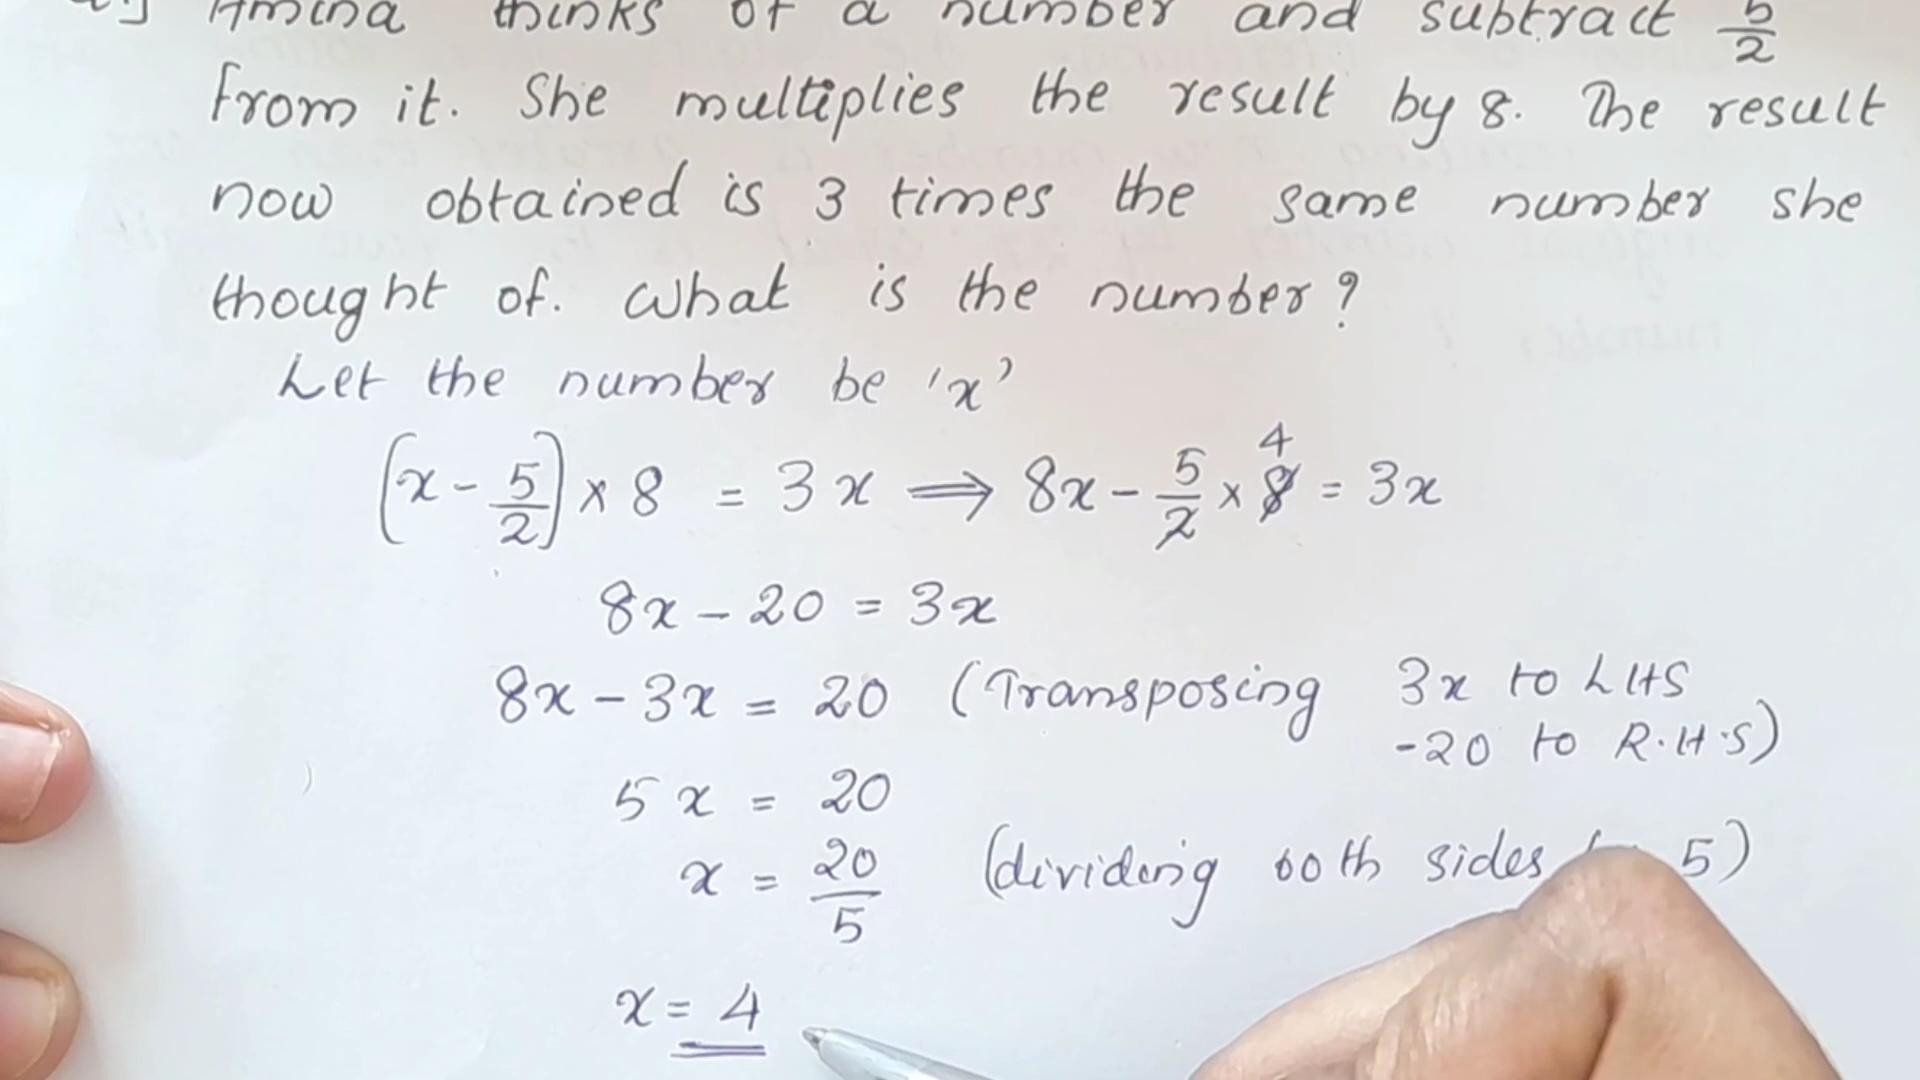 Amina thinks of a number and subtract 5/2
from it. She multiplies the result by 8. The result
now obtained is 3 times the same number she
thought of. What is the number?
Let the number be 'x'
(x - 5/2) × 8 = 3x ⟹ 8x - 5/2 × 8 4 = 3x
8x - 20 = 3x
8x - 3x = 20 (Transposing 3x to LHS
-20 to R.H.S)
5x = 20
x = 20/5 (dividing both sides 5)
x = 4